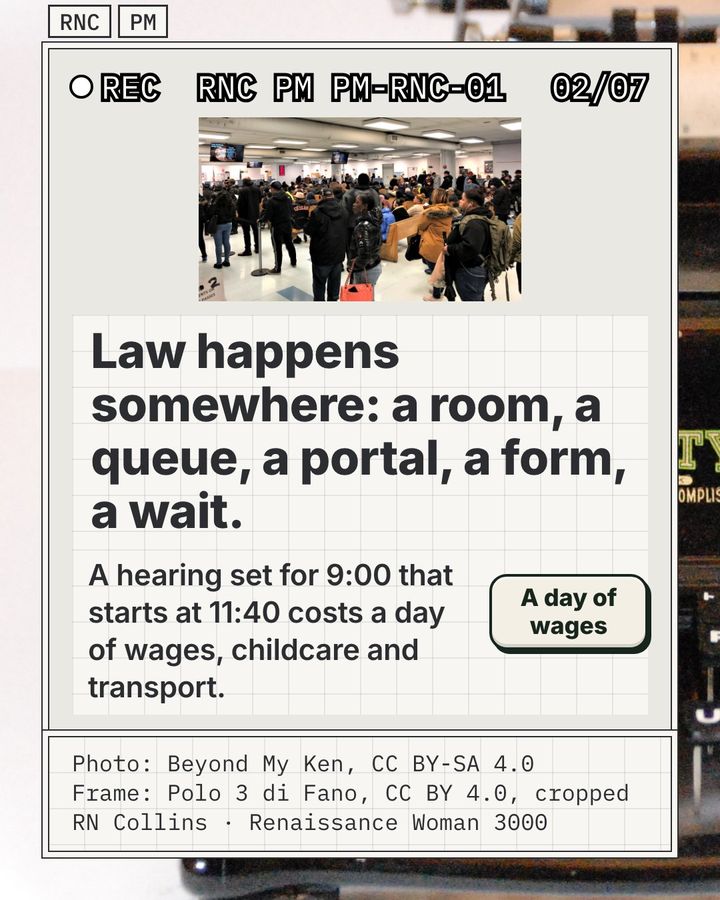 RNC PM
REC RNC PM PM-RNC-01 02/07
Law happens
somewhere: a room, a
queue, a portal, a form,
a wait.
A hearing set for 9:00 that
starts at 11:40 costs a day
of wages, childcare and
transport.
A day of
wages
Photo: Beyond My Ken, CC BY-SA 4.0
Frame: Polo 3 di Fano, CC BY 4.0, cropped
RN Collins · Renaissance Woman 3000